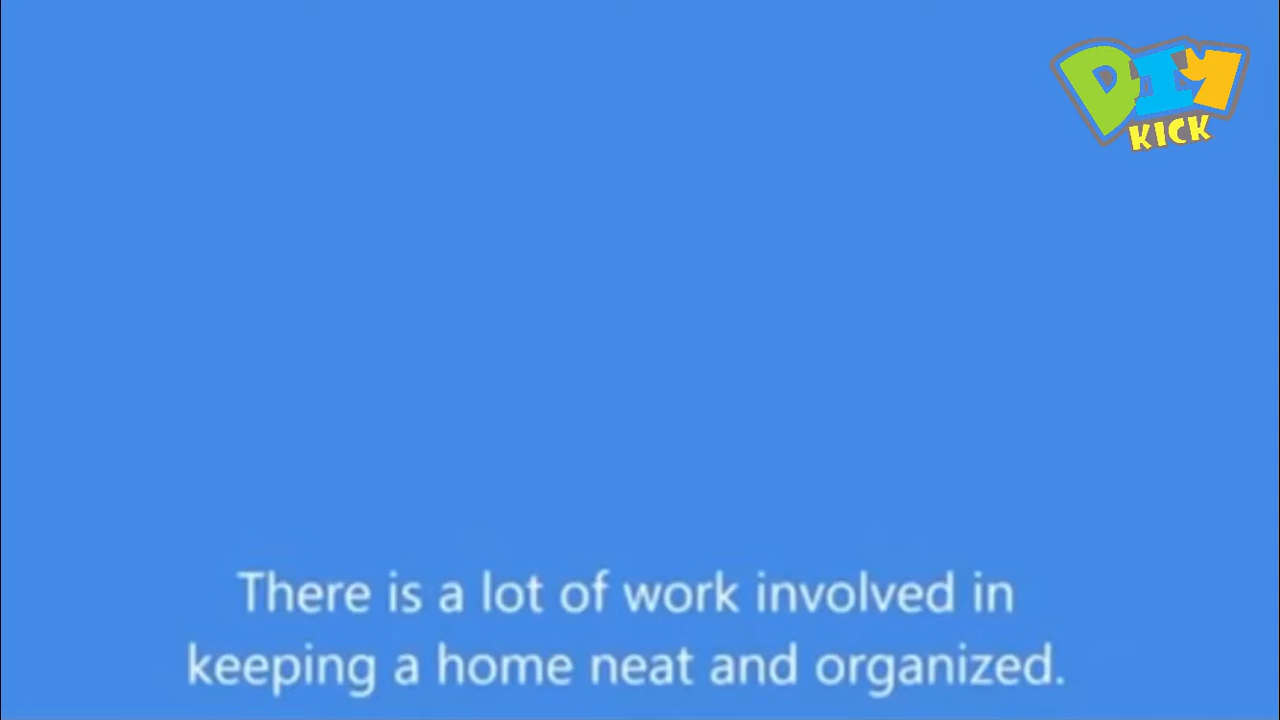 DIY
KICK
There is a lot of work involved in
keeping a home neat and organized.